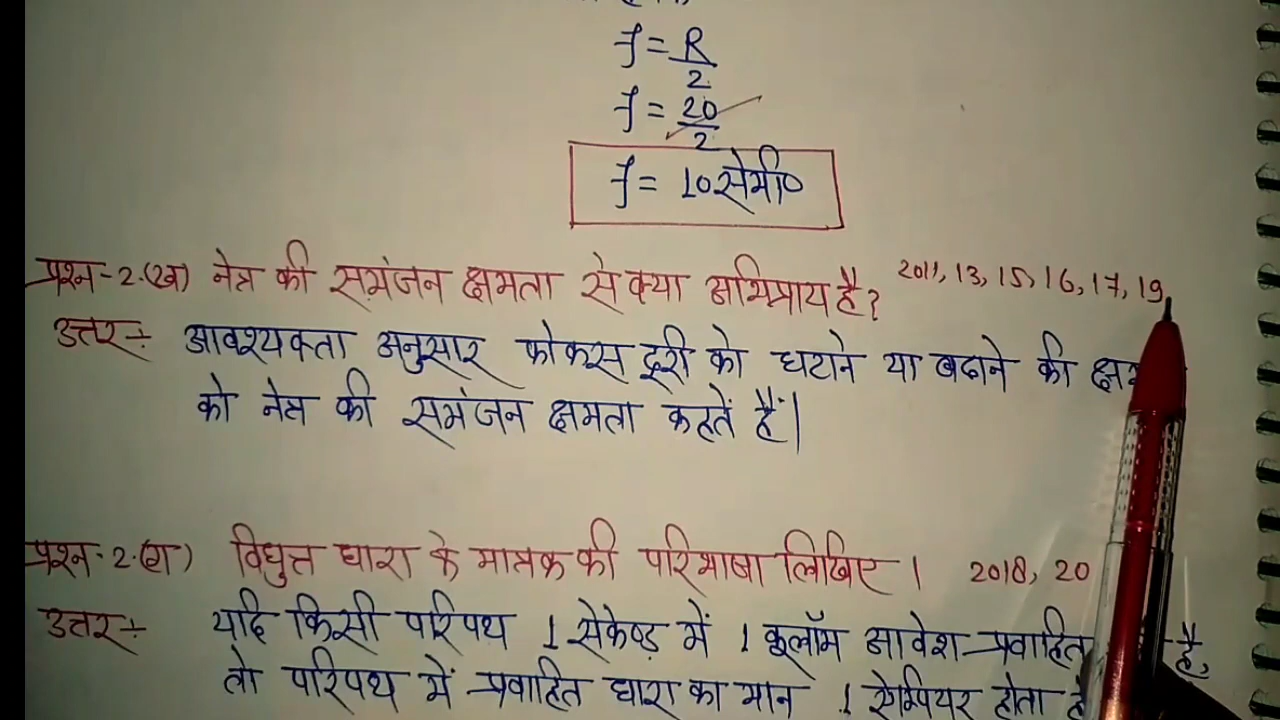 f = R/2
f = 20/2
f = 10सेमी०
प्रश्न-2.(ख) नेत्र की समंजन क्षमता से क्या अभिप्राय है? 2011, 13, 15, 16, 17, 19
उत्तर÷ आवश्यकता अनुसार फोकस दूरी को घटाने या बढाने की
को नेत्र की समंजन क्षमता कहतें हैं।
प्रश्न-2.(ग) विधुत्त धारा के मात्रक की परिभाषा लिखिए। 2018, 20
उत्तर÷ यदि किसी परिपथ 1 सेकेण्ड़ में 1 कूलॉम आवेश प्रवाहित है,
तो परिपथ में प्रवाहित धारा का मान 1 ऐम्पियर होता